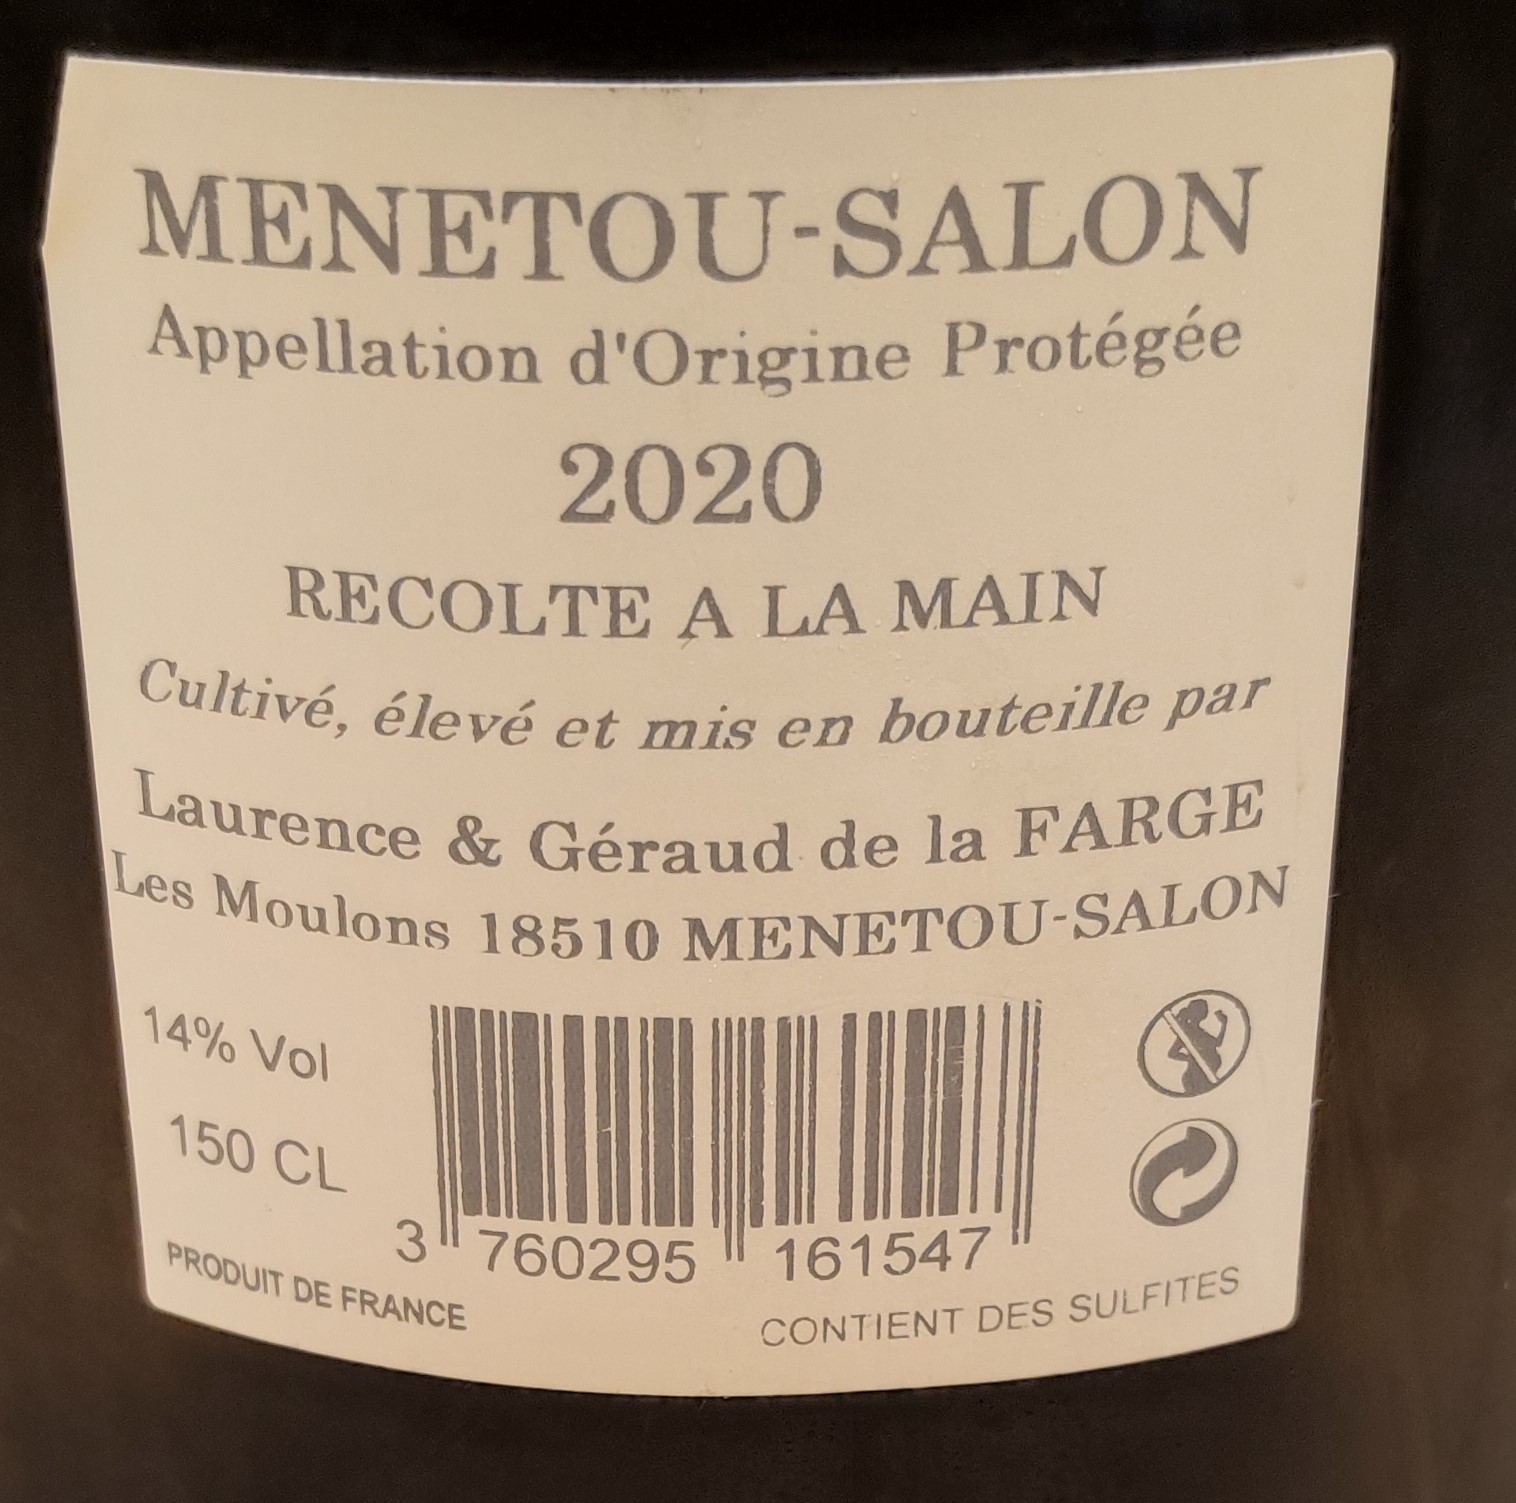 MENETOU-SALON
Appellation d'Origine Protégée
2020
RECOLTE A LA MAIN
Cultivé, élevé et mis en bouteille par
Laurence & Géraud de la FARGE
Les Moulons 18510 MENETOU-SALON
14% Vol
150 CL
3 760295 161547
PRODUIT DE FRANCE
CONTIENT DES SULFITES